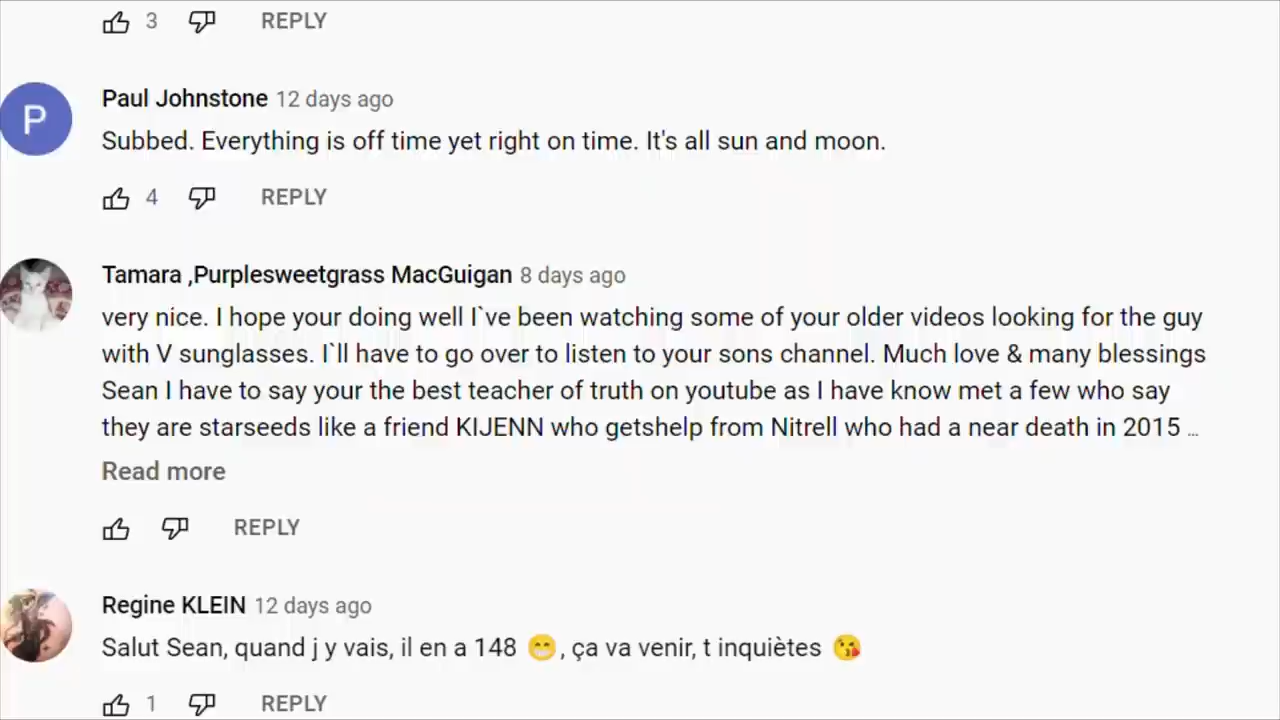 3 REPLY
P
Paul Johnstone 12 days ago
Subbed. Everything is off time yet right on time. It's all sun and moon.
4 REPLY
Tamara ,Purplesweetgrass MacGuigan 8 days ago
very nice. I hope your doing well I`ve been watching some of your older videos looking for the guy
with V sunglasses. I`ll have to go over to listen to your sons channel. Much love & many blessings
Sean I have to say your the best teacher of truth on youtube as I have know met a few who say
they are starseeds like a friend KIJENN who getshelp from Nitrell who had a near death in 2015 ...
Read more
REPLY
Regine KLEIN 12 days ago
Salut Sean, quand j y vais, il en a 148 😁, ça va venir, t inquiètes 😘
1 REPLY